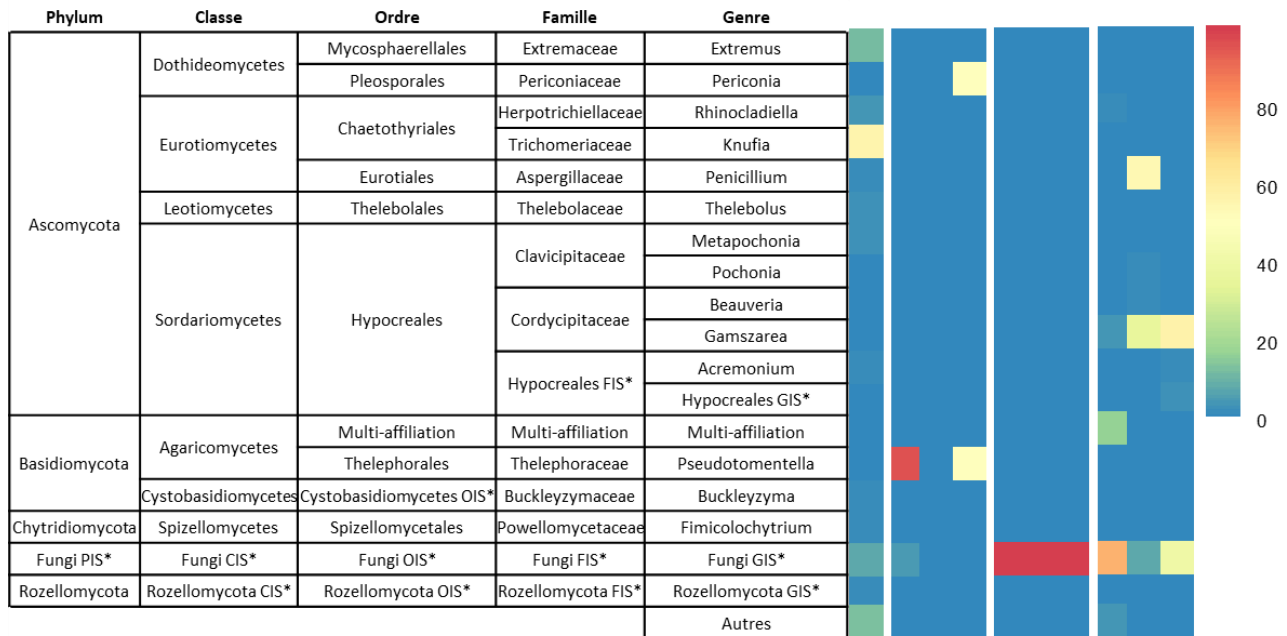 Phylum Classe Ordre Famille Genre
Mycosphaerellales Extremaceae Extremus
Dothideomycetes
Pleosporales Periconiaceae Periconia
Herpotrichiellaceae Rhinocladiella
Chaetothyriales
Eurotiomycetes Trichomeriaceae Knufia
Eurotiales Aspergillaceae Penicillium
Leotiomycetes Thelebolales Thelebolaceae Thelebolus
Ascomycota
Metapochonia
Clavicipitaceae
Pochonia
Beauveria
Sordariomycetes Hypocreales Cordycipitaceae
Gamszarea
Acremonium
Hypocreales FIS*
Hypocreales GIS*
Multi-affiliation Multi-affiliation Multi-affiliation
Agaricomycetes
Basidiomycota Thelephorales Thelephoraceae Pseudotomentella
Cystobasidiomycetes Cystobasidiomycetes OIS* Buckleyzymaceae Buckleyzyma
Chytridiomycota Spizellomycetes Spizellomycetales Powellomycetaceae Fimicolochytrium
Fungi PIS* Fungi CIS* Fungi OIS* Fungi FIS* Fungi GIS*
Rozellomycota Rozellomycota CIS* Rozellomycota OIS* Rozellomycota FIS* Rozellomycota GIS*
Autres
80
60
40
20
0